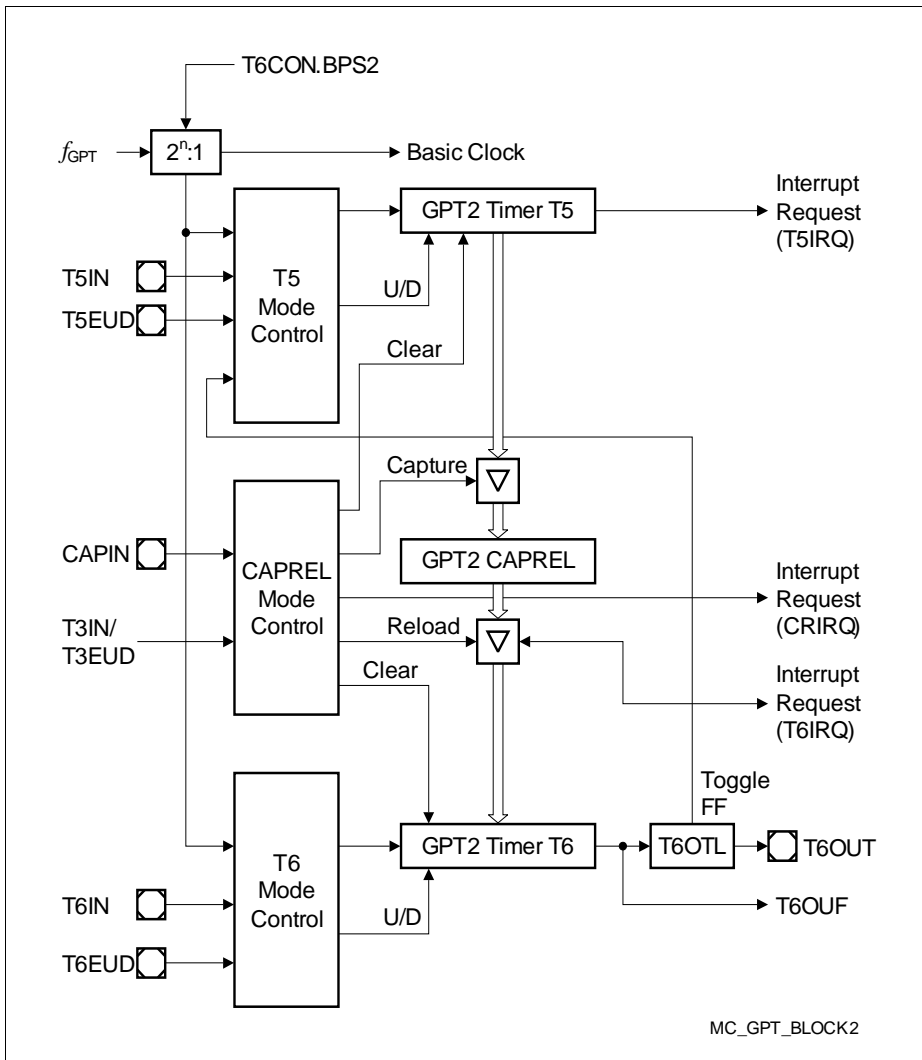 T6CON.BPS2
fGPT
2n:1
Basic Clock
GPT2 Timer T5
Interrupt
Request
(T5IRQ)
T5IN
T5EUD
T5
Mode
Control
U/D
Clear
Capture
CAPIN
GPT2 CAPREL
CAPREL
Mode
Control
Interrupt
Request
(CRIRQ)
T3IN/
T3EUD
Reload
Clear
Interrupt
Request
(T6IRQ)
Toggle
FF
GPT2 Timer T6
T6OTL
T6OUT
T6
Mode
Control
T6IN
U/D
T6OUF
T6EUD
MC_GPT_BLOCK2